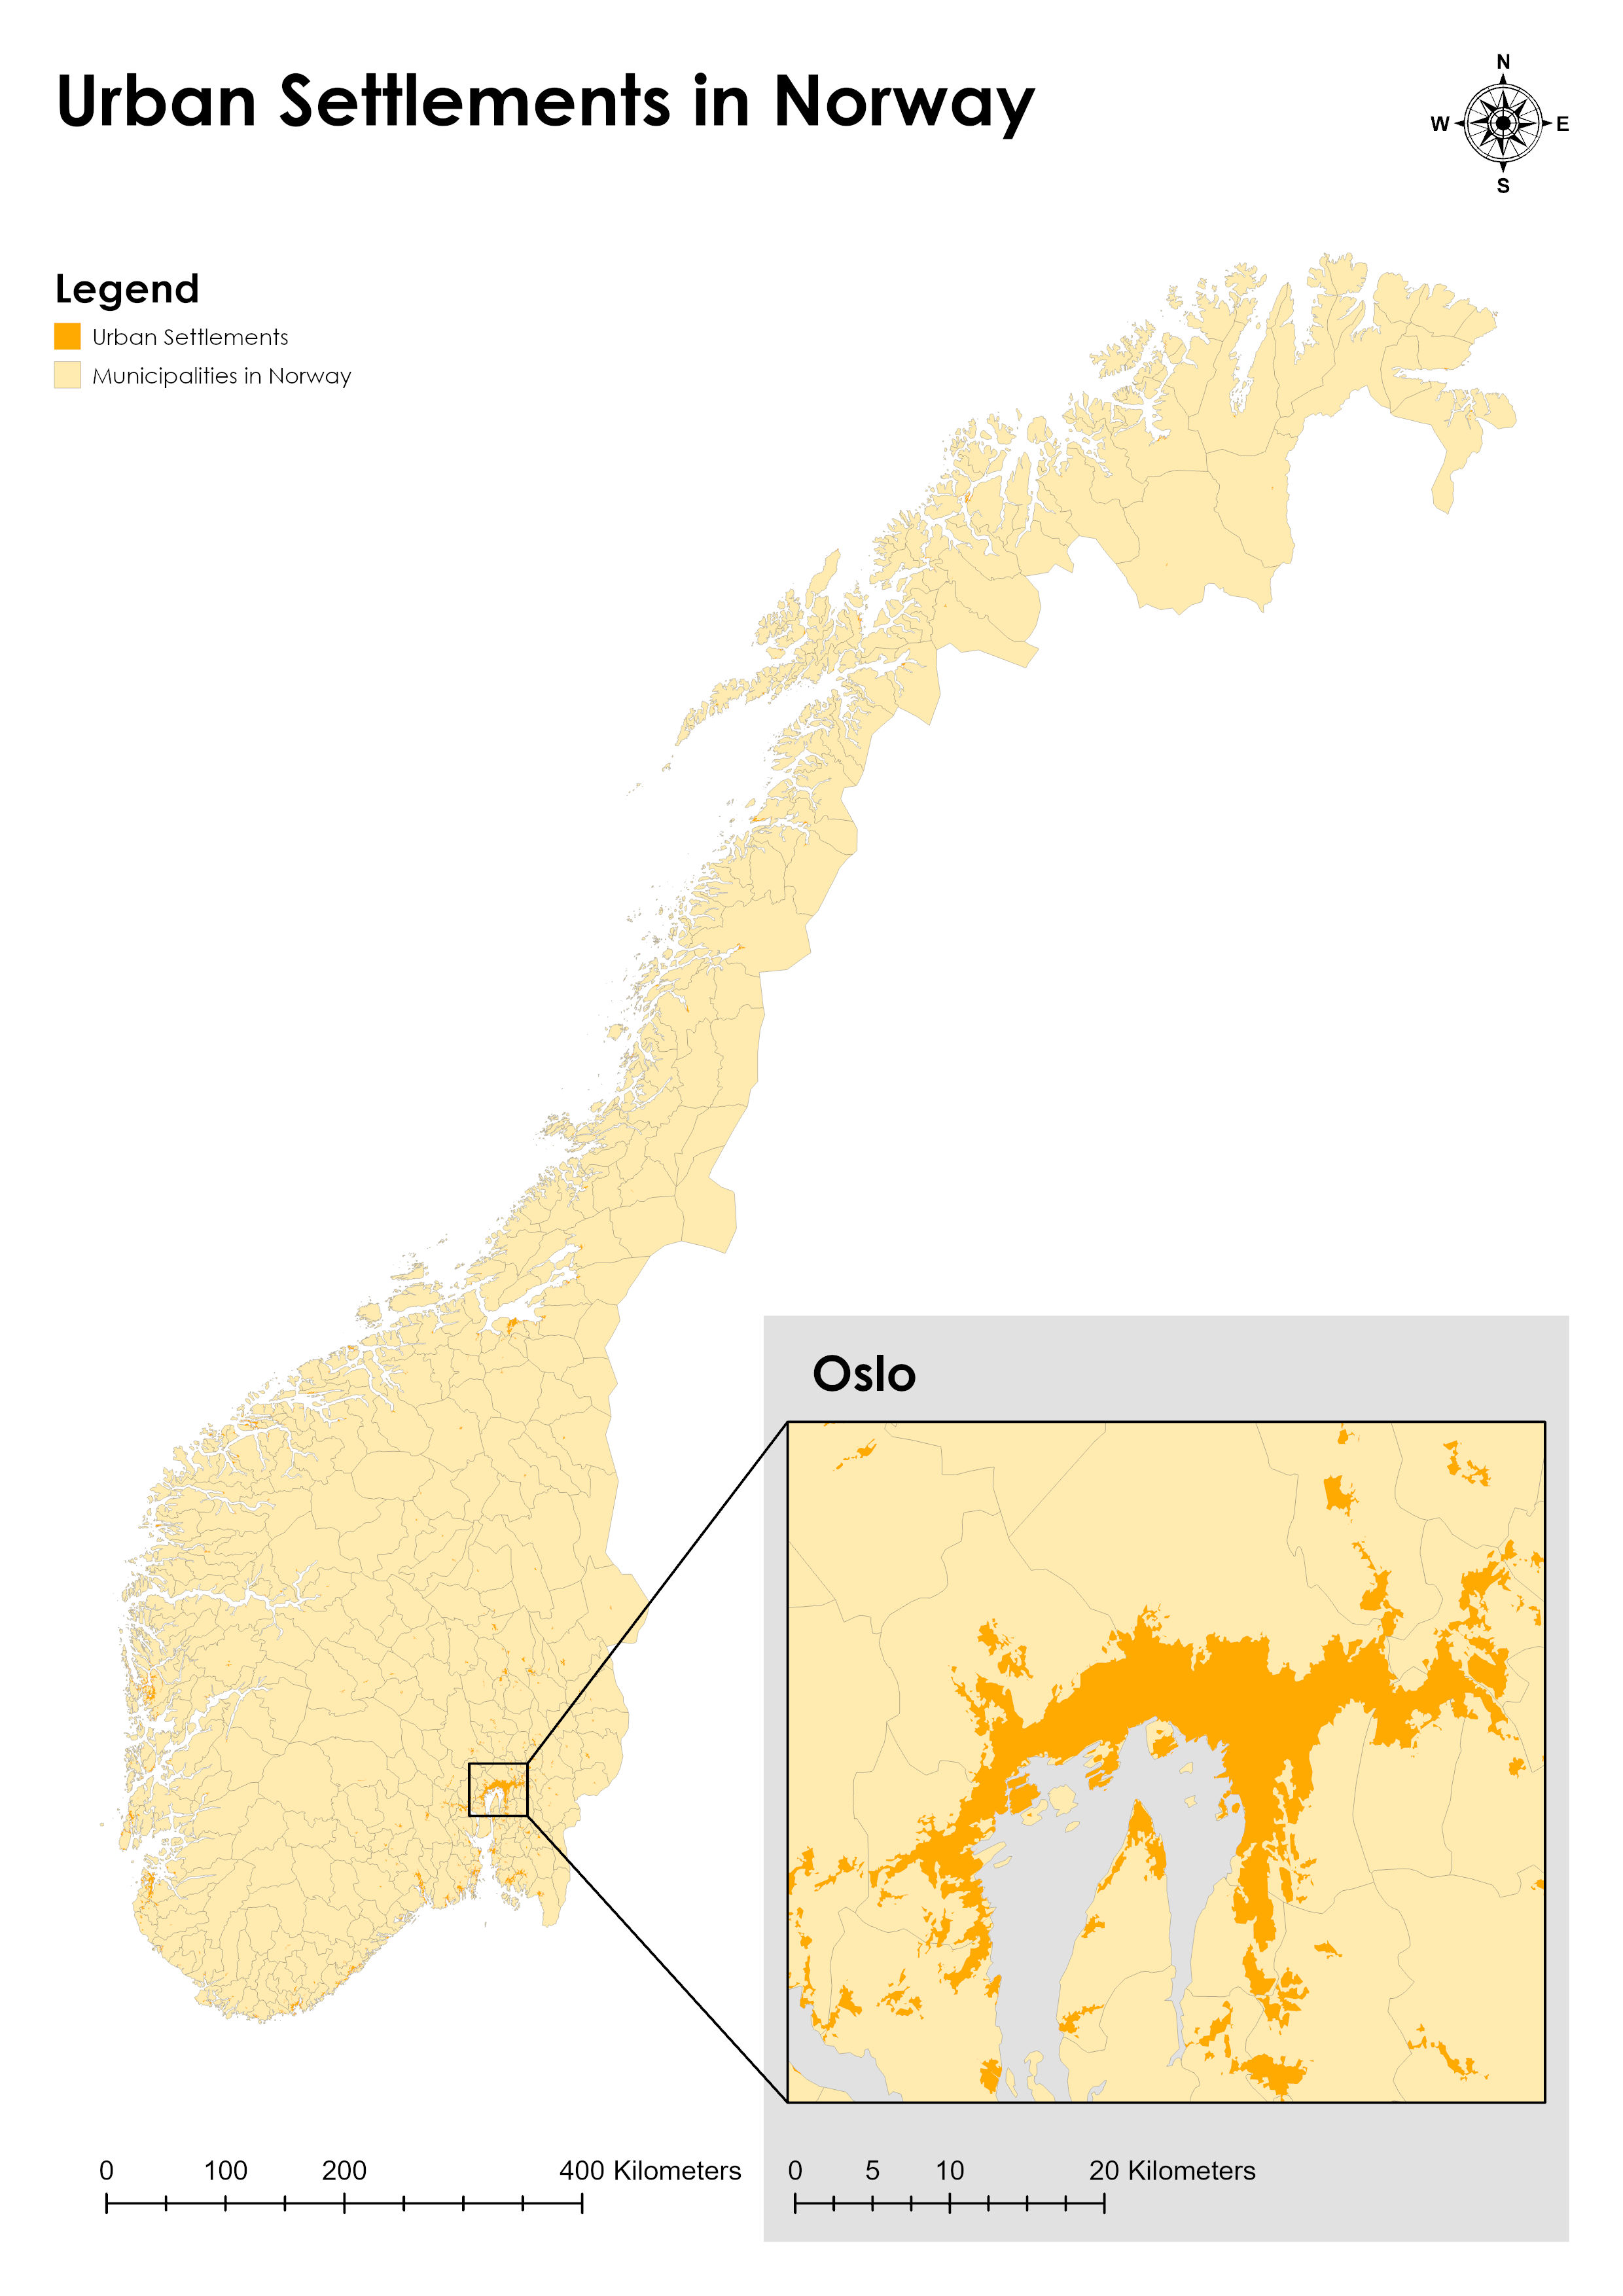 Urban Settlements in Norway
N
W E
S
Legend
Urban Settlements
Municipalities in Norway
Oslo
0 100 200 400 Kilometers
0 5 10 20 Kilometers